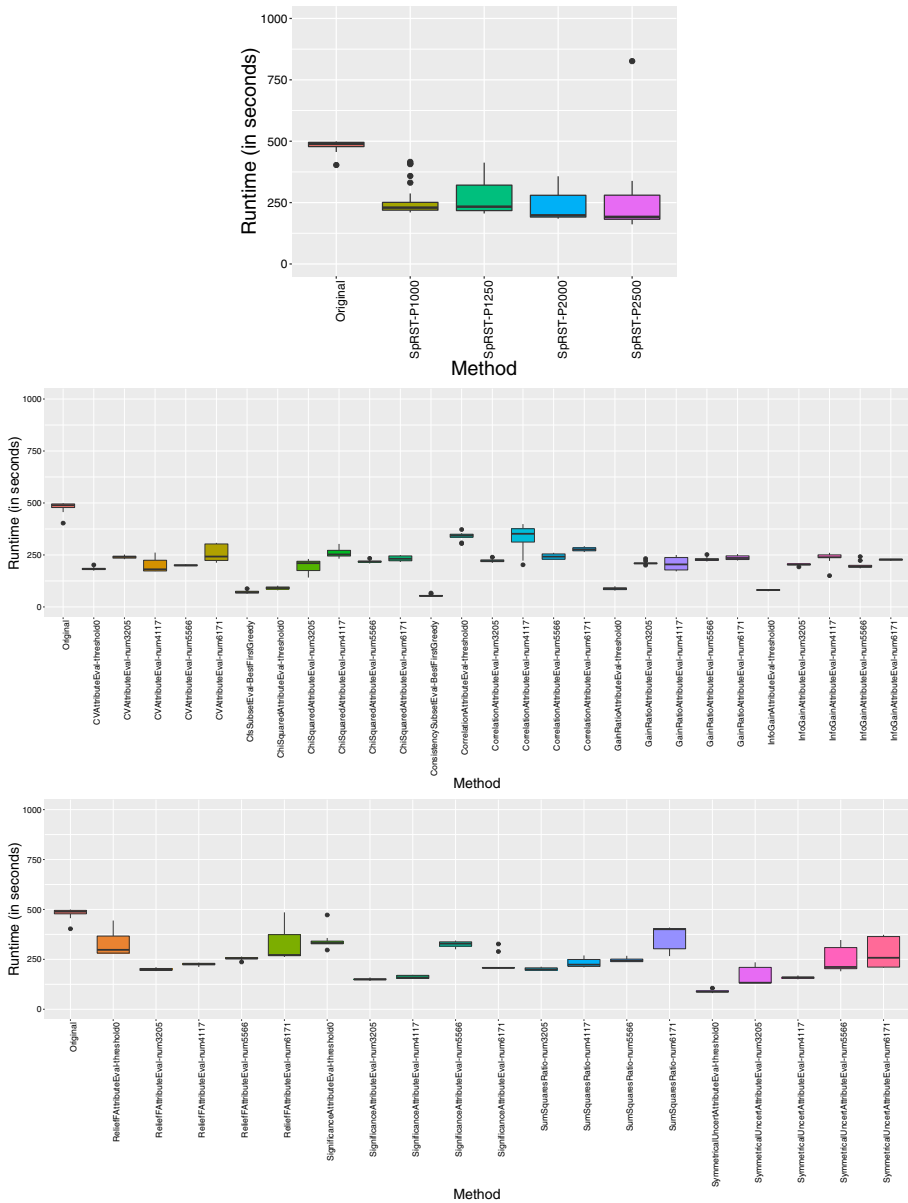 1000
750
500
250
0
Runtime (in seconds)
Original
SpRST-P1000
SpRST-P1250
SpRST-P2000
SpRST-P2500
Method
1000
750
500
250
0
Runtime (in seconds)
Original
CVAttributeEval-threshold0
CVAttributeEval-num3205
CVAttributeEval-num4117
CVAttributeEval-num5566
CVAttributeEval-num6171
CfsSubsetEval-BestFirstGreedy
ChiSquaredAttributeEval-threshold0
ChiSquaredAttributeEval-num3205
ChiSquaredAttributeEval-num4117
ChiSquaredAttributeEval-num5566
ChiSquaredAttributeEval-num6171
ConsistencySubsetEval-BestFirstGreedy
CorrelationAttributeEval-threshold0
CorrelationAttributeEval-num3205
CorrelationAttributeEval-num4117
CorrelationAttributeEval-num5566
CorrelationAttributeEval-num6171
GainRatioAttributeEval-threshold0
GainRatioAttributeEval-num3205
GainRatioAttributeEval-num4117
GainRatioAttributeEval-num5566
GainRatioAttributeEval-num6171
InfoGainAttributeEval-threshold0
InfoGainAttributeEval-num3205
InfoGainAttributeEval-num4117
InfoGainAttributeEval-num5566
InfoGainAttributeEval-num6171
Method
1000
750
500
250
0
Runtime (in seconds)
Original
ReliefFAttributeEval-threshold0
ReliefFAttributeEval-num3205
ReliefFAttributeEval-num4117
ReliefFAttributeEval-num5566
ReliefFAttributeEval-num6171
SignificanceAttributeEval-threshold0
SignificanceAttributeEval-num3205
SignificanceAttributeEval-num4117
SignificanceAttributeEval-num5566
SignificanceAttributeEval-num6171
SumSquaresRatio-num3205
SumSquaresRatio-num4117
SumSquaresRatio-num5566
SumSquaresRatio-num6171
SymmetricalUncertAttributeEval-threshold0
SymmetricalUncertAttributeEval-num3205
SymmetricalUncertAttributeEval-num4117
SymmetricalUncertAttributeEval-num5566
SymmetricalUncertAttributeEval-num6171
Method